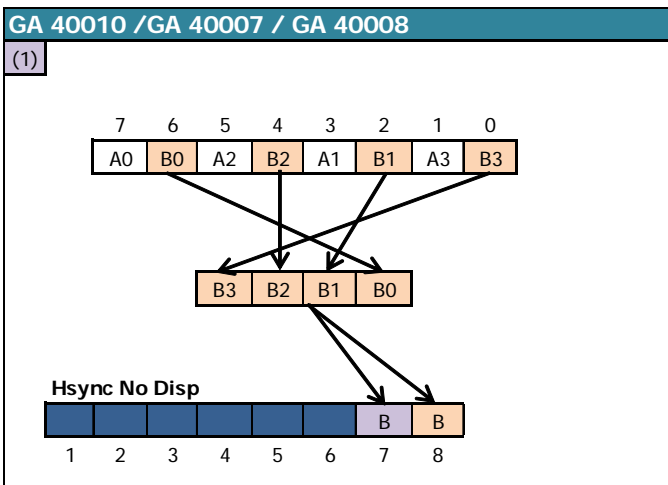 GA 40010 /GA 40007 / GA 40008
(1)
7 6 5 4 3 2 1 0
A0 B0 A2 B2 A1 B1 A3 B3
B3 B2 B1 B0
Hsync No Disp
B B
1 2 3 4 5 6 7 8